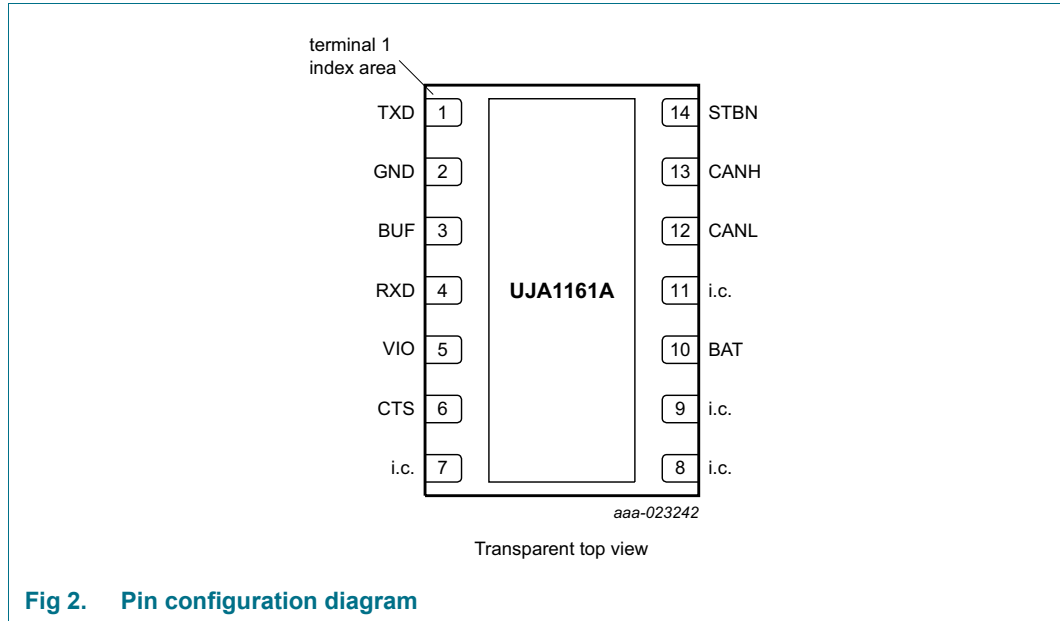 terminal 1
index area
TXD 1 14 STBN
GND 2 13 CANH
BUF 3 12 CANL
RXD 4 UJA1161A 11 i.c.
VIO 5 10 BAT
CTS 6 9 i.c.
i.c. 7 8 i.c.
aaa-023242
Transparent top view
Fig 2. Pin configuration diagram